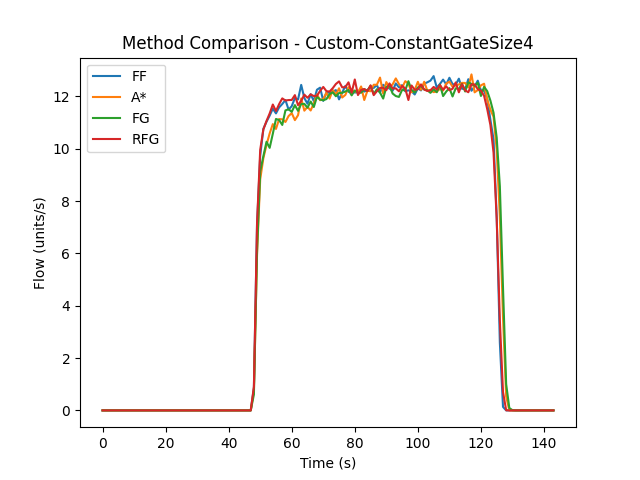 Method Comparison - Custom-ConstantGateSize4
FF
A*
FG
RFG
Flow (units/s)
12
10
8
6
4
2
0
0 20 40 60 80 100 120 140
Time (s)